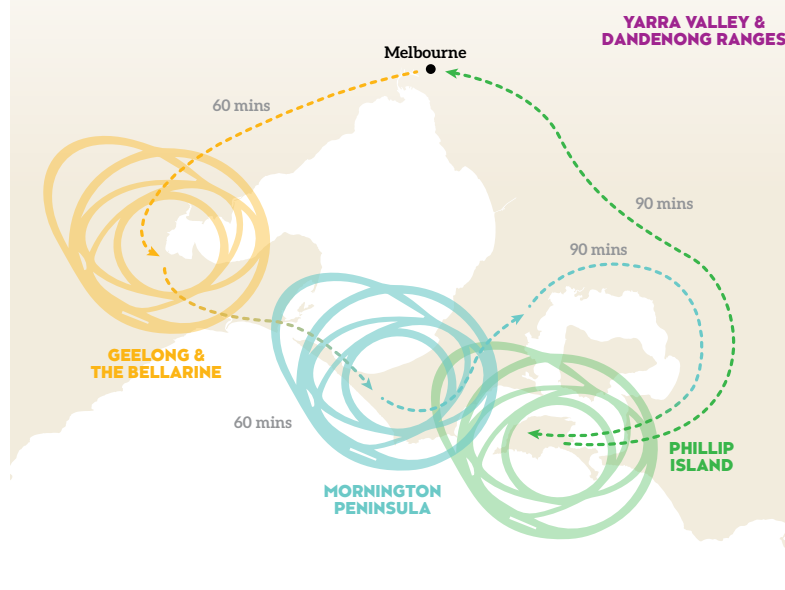 YARRA VALLEY &
DANDENONG RANGES
Melbourne
60 mins
90 mins
90 mins
GEELONG &
THE BELLARINE
60 mins
PHILLIP
ISLAND
MORNINGTON
PENINSULA